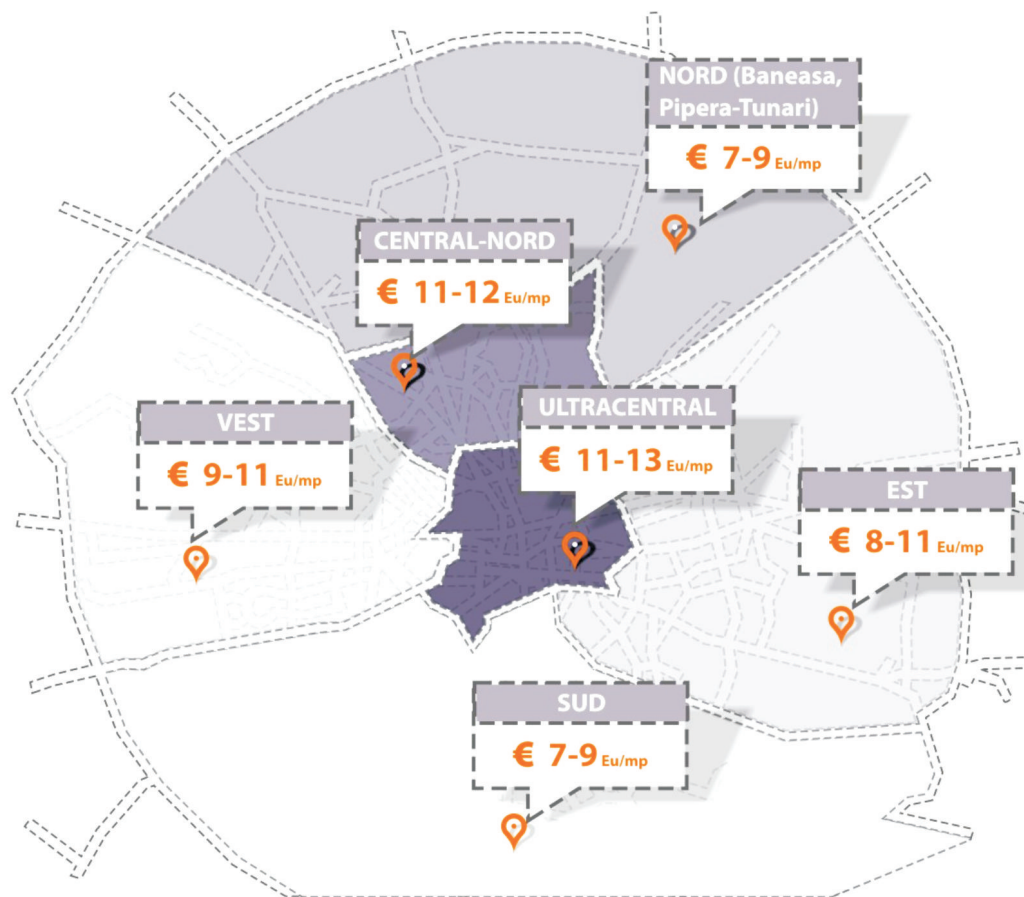 NORD (Baneasa,
Pipera-Tunari)
€ 7-9 Eu/mp
CENTRAL-NORD
€ 11-12 Eu/mp
ULTRACENTRAL
€ 11-13 Eu/mp
VEST
€ 9-11 Eu/mp
EST
€ 8-11 Eu/mp
SUD
€ 7-9 Eu/mp